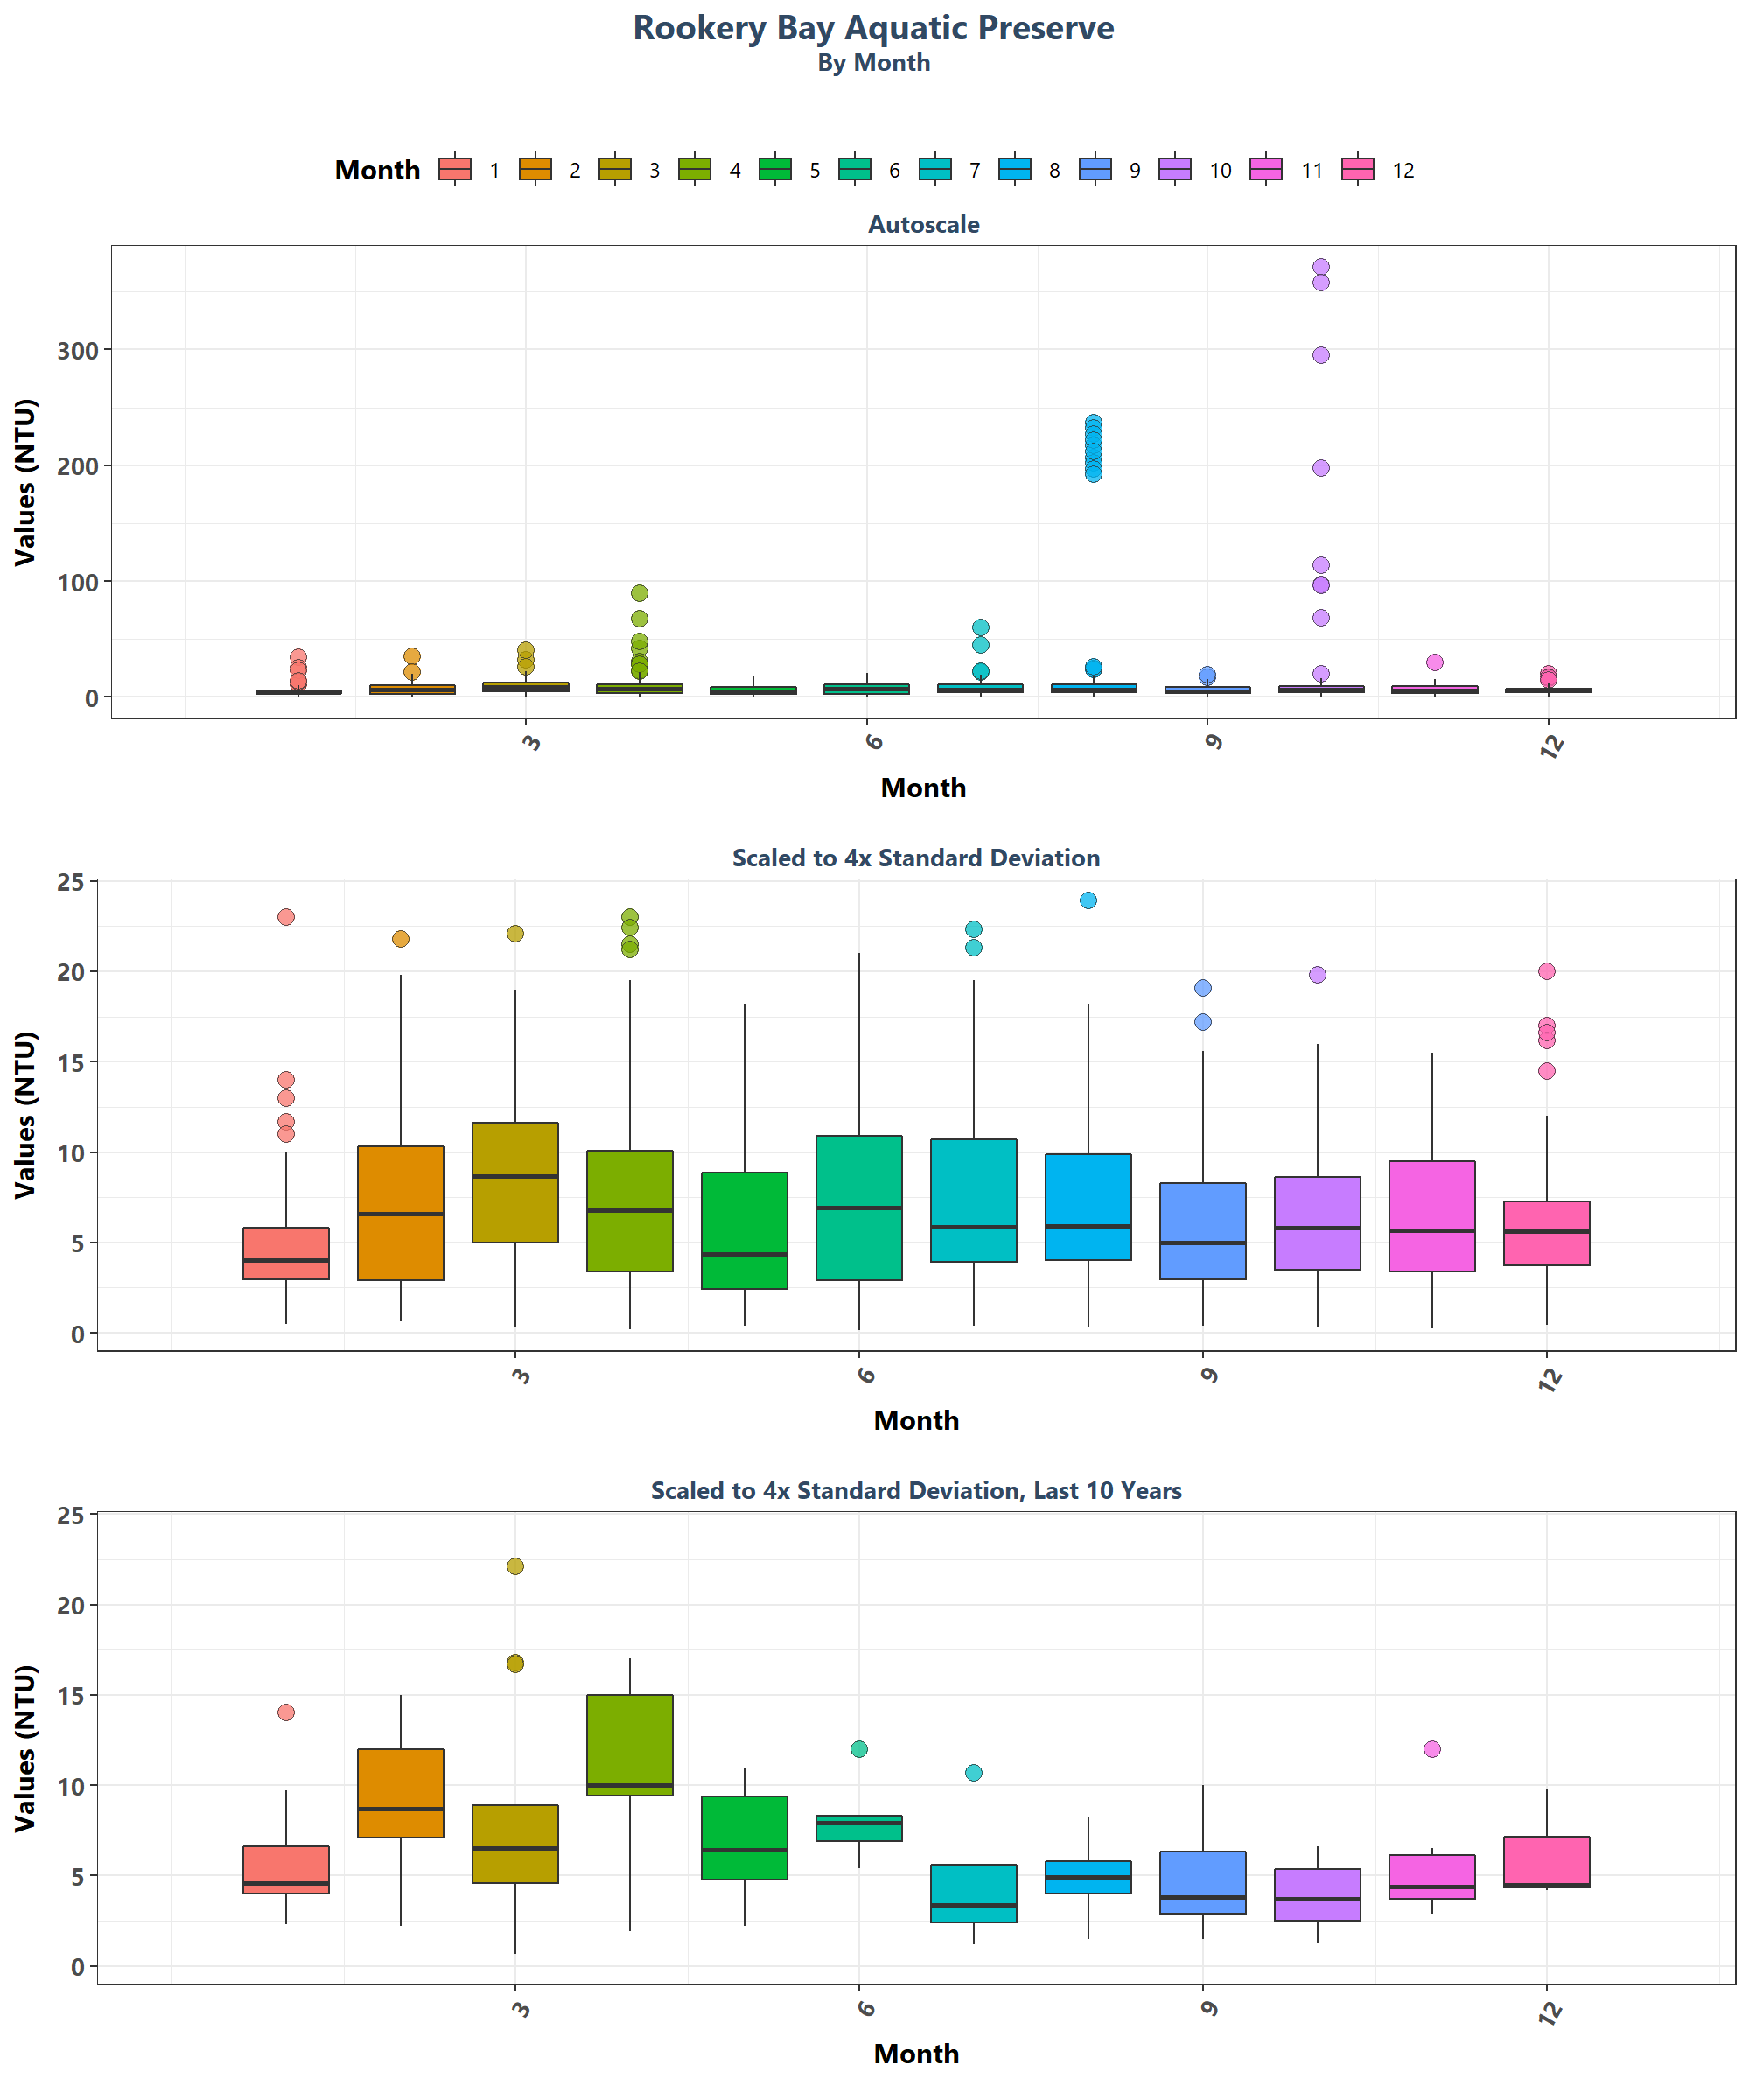 Rookery Bay Aquatic Preserve
By Month
Month 1 2 3 4 5 6 7 8 9 10 11 12
Autoscale
Values (NTU)
300
200
100
0
3 6 9 12
Month
Scaled to 4x Standard Deviation
Values (NTU)
25
20
15
10
5
0
3 6 9 12
Month
Scaled to 4x Standard Deviation, Last 10 Years
Values (NTU)
25
20
15
10
5
0
3 6 9 12
Month